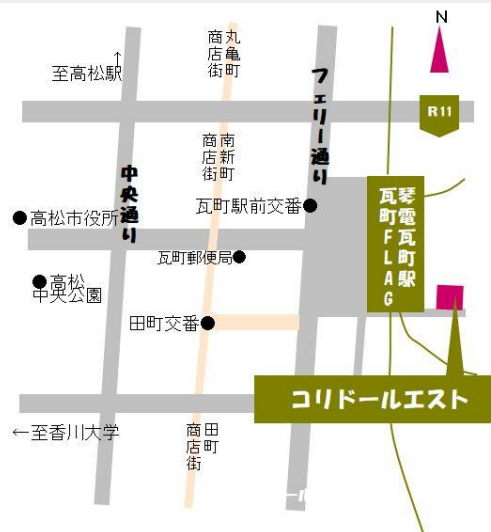 N
丸亀町
商店街
↑
至高松駅
フェリー通り
R11
南新町
商店街
中央通り
瓦町駅前交番
琴電瓦町駅
瓦町FLAG
高松市役所
瓦町郵便局
高松
中央公園
田町交番
コリドールエスト
←至香川大学
田町
商店街